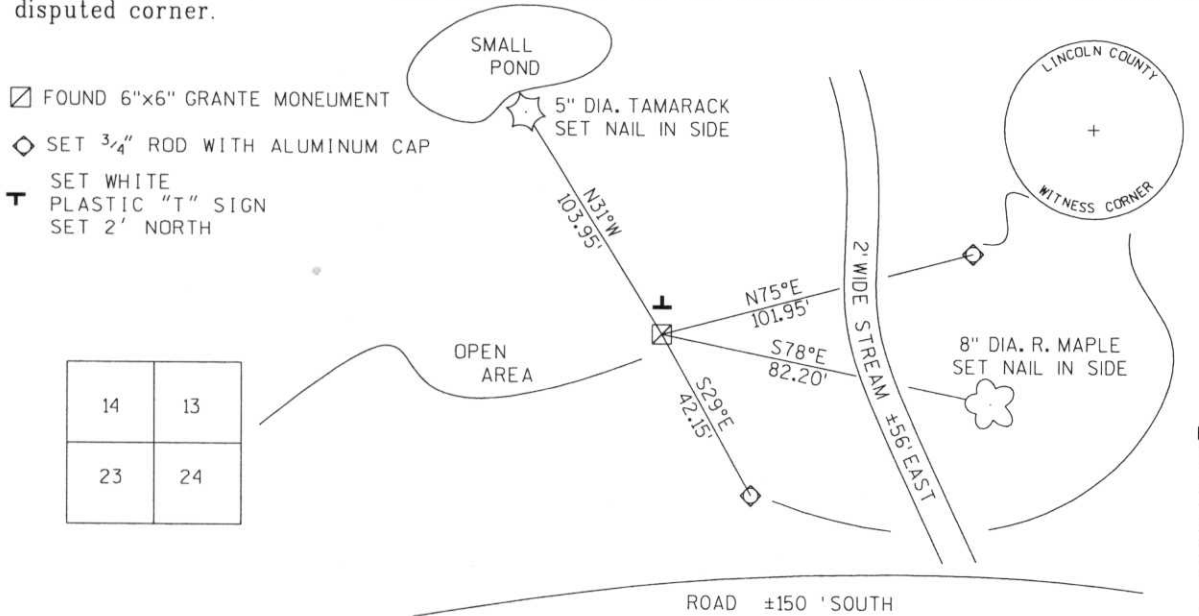 disputed corner.
FOUND 6"x6" GRANTE MONEUMENT
SET 3/4" ROD WITH ALUMINUM CAP
SET WHITE
PLASTIC "T" SIGN
SET 2' NORTH
SMALL
POND
5" DIA. TAMARACK
SET NAIL IN SIDE
LINCOLN COUNTY
WITNESS CORNER
N31°W
103.95'
N75°E
101.95'
S78°E
82.20'
S29°E
42.15'
2' WIDE STREAM ±56' EAST
8" DIA. R. MAPLE
SET NAIL IN SIDE
OPEN
AREA
14 13
23 24
ROAD ±150 'SOUTH